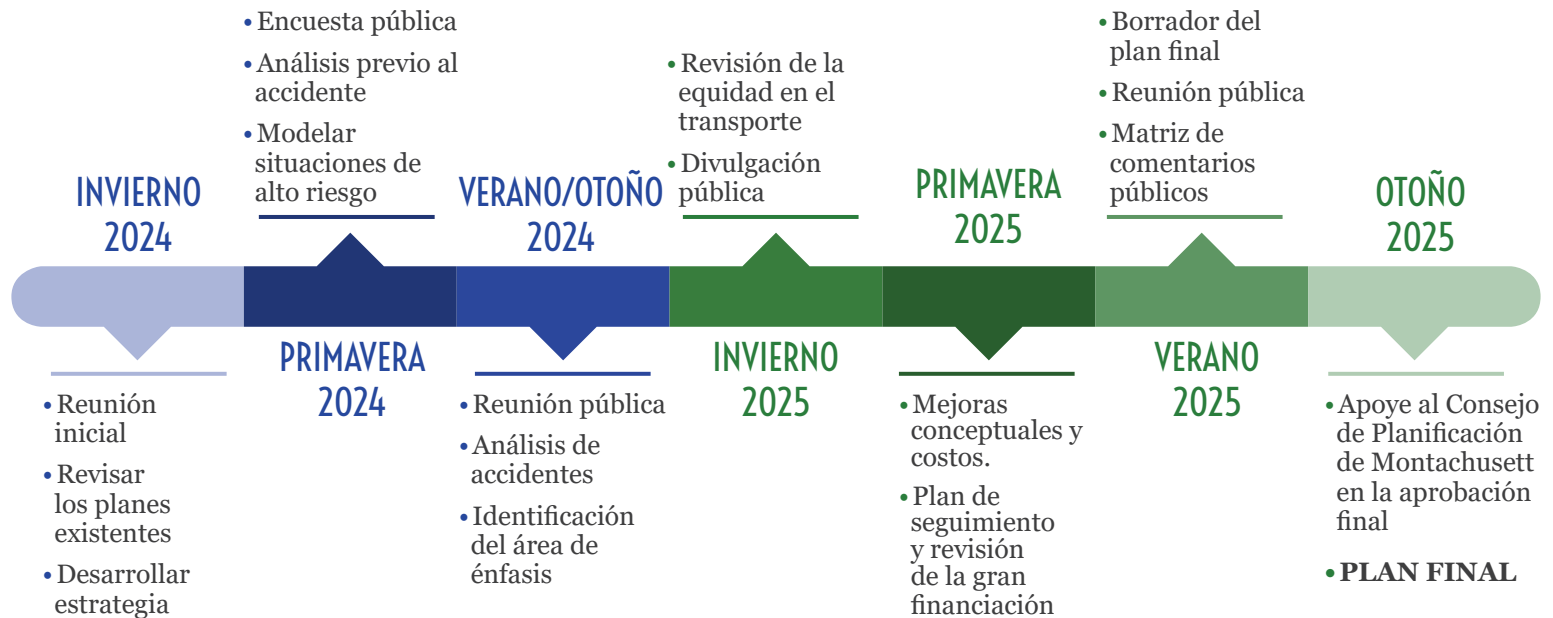 INVIERNO
2024
• Reunión
inicial
• Revisar
los planes
existentes
• Desarrollar
estrategia
• Encuesta pública
• Análisis previo al
accidente
• Modelar
situaciones de
alto riesgo
PRIMAVERA
2024
VERANO/OTOÑO
2024
• Reunión pública
• Análisis de
accidentes
• Identificación
del área de
énfasis
• Revisión de la
equidad en el
transporte
• Divulgación
pública
INVIERNO
2025
PRIMAVERA
2025
• Mejoras
conceptuales y
costos.
• Plan de
seguimiento
y revisión
de la gran
financiación
• Borrador del
plan final
• Reunión pública
• Matriz de
comentarios
públicos
VERANO
2025
OTOÑO
2025
• Apoye al Consejo
de Planificación
de Montachusett
en la aprobación
final
• PLAN FINAL